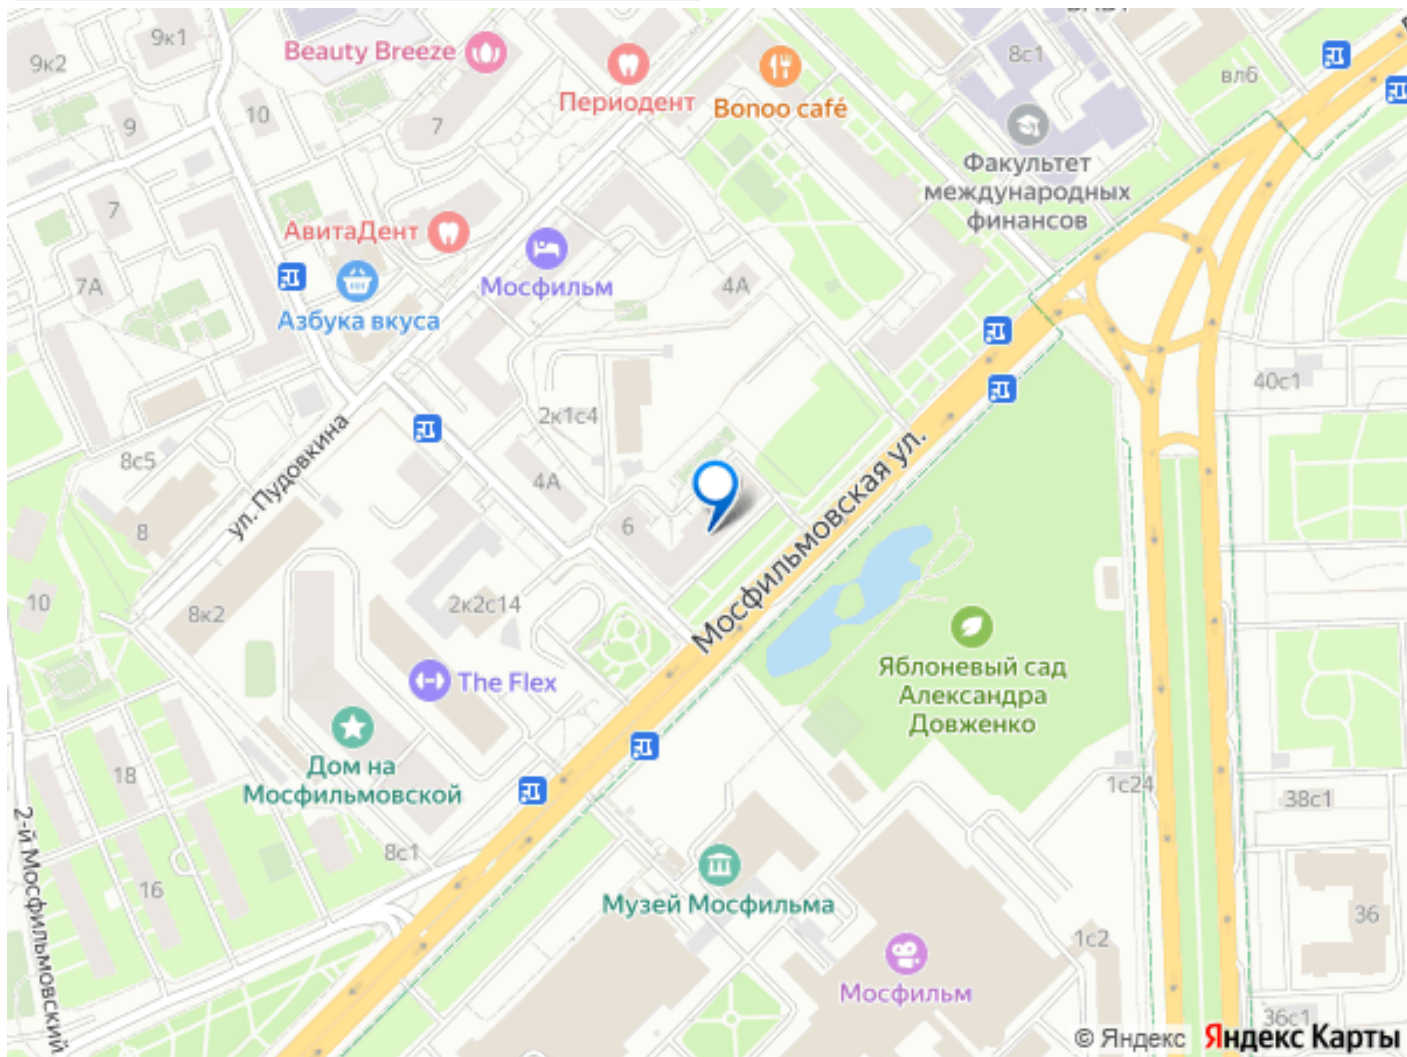 9к1
9к2
Beauty Breeze
8с1
вл6
Периодент
Bonoo café
10
9
7
Факультет
международных
финансов
7
АвитаДент
7А
Мосфильм
4А
Азбука вкуса
40с1
2к1с4
ул. Пудовкина
8с5
4А
Мосфильмовская ул.
8
6
10
8к2
2к2с14
Яблоневый сад
Александра
Довженко
The Flex
Дом на
Мосфильмовской
18
1с24
38с1
2-й Мосфильмовский
8с1
16
Музей Мосфильма
36
1с2
Мосфильм
36с1
© Яндекс Яндекс Карты